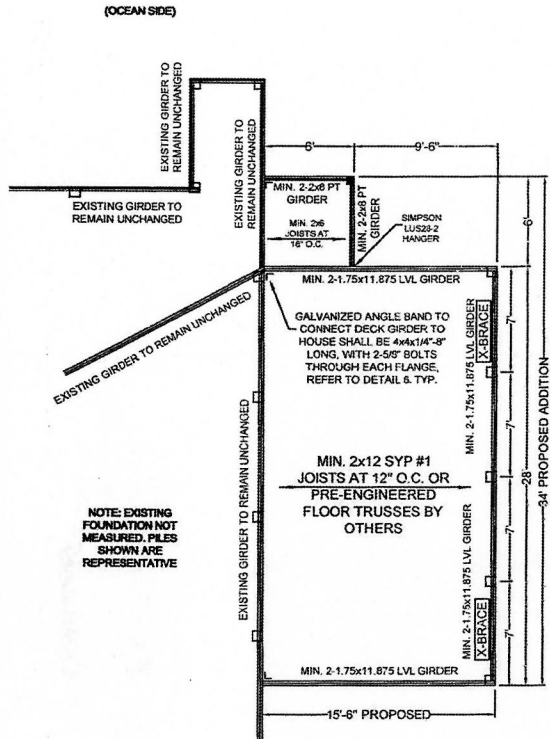 (OCEAN SIDE)
EXISTING GIRDER TO
REMAIN UNCHANGED
EXISTING GIRDER TO
REMAIN UNCHANGED
6'
9'-6"
EXISTING GIRDER TO
REMAIN UNCHANGED
MIN. 2-2x8 PT
GIRDER
MIN. 2x6
JOISTS AT
16" O.C.
MIN. 2-2x8 PT
GIRDER
SIMPSON
LUS28-2
HANGER
6'
MIN. 2-1.75x11.875 LVL GIRDER
EXISTING GIRDER TO REMAIN UNCHANGED
GALVANIZED ANGLE BAND TO
CONNECT DECK GIRDER TO
HOUSE SHALL BE 4x4x1/4"-8"
LONG, WITH 2-5/8" BOLTS
THROUGH EACH FLANGE,
REFER TO DETAIL 6. TYP.
MIN. 2-1.75x11.875 LVL GIRDER
X-BRACE
7'
7'
7'
7'
28'
34' PROPOSED ADDITION
EXISTING GIRDER TO REMAIN UNCHANGED
MIN. 2x12 SYP #1
JOISTS AT 12" O.C. OR
PRE-ENGINEERED
FLOOR TRUSSES BY
OTHERS
NOTE: EXISTING
FOUNDATION NOT
MEASURED. PILES
SHOWN ARE
REPRESENTATIVE
MIN. 2-1.75x11.875 LVL GIRDER
X-BRACE
MIN. 2-1.75x11.875 LVL GIRDER
15'-6" PROPOSED